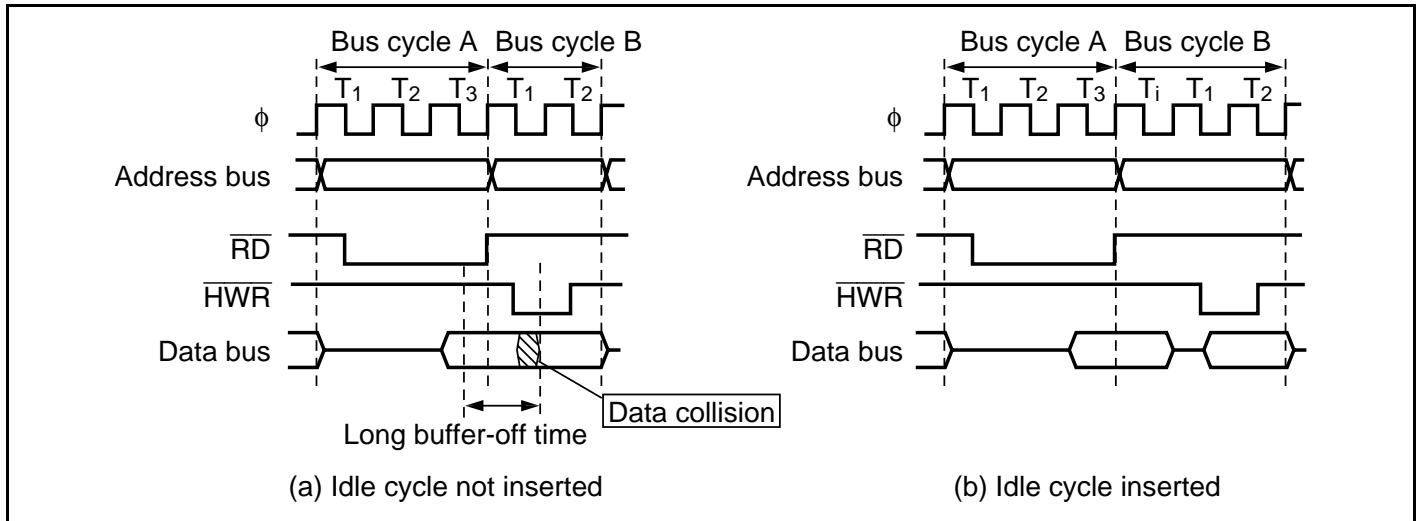 Bus cycle A Bus cycle B
T1 T2 T3 T1 T2
φ
Address bus
RD
HWR
Data bus
Data collision
Long buffer-off time
(a) Idle cycle not inserted
Bus cycle A Bus cycle B
T1 T2 T3 Ti T1 T2
φ
Address bus
RD
HWR
Data bus
(b) Idle cycle inserted